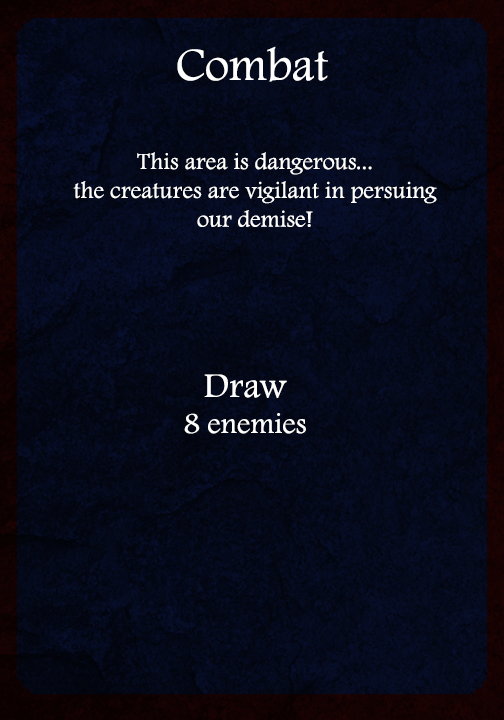 Combat
This area is dangerous...
the creatures are vigilant in persuing
our demise!
Draw
8 enemies